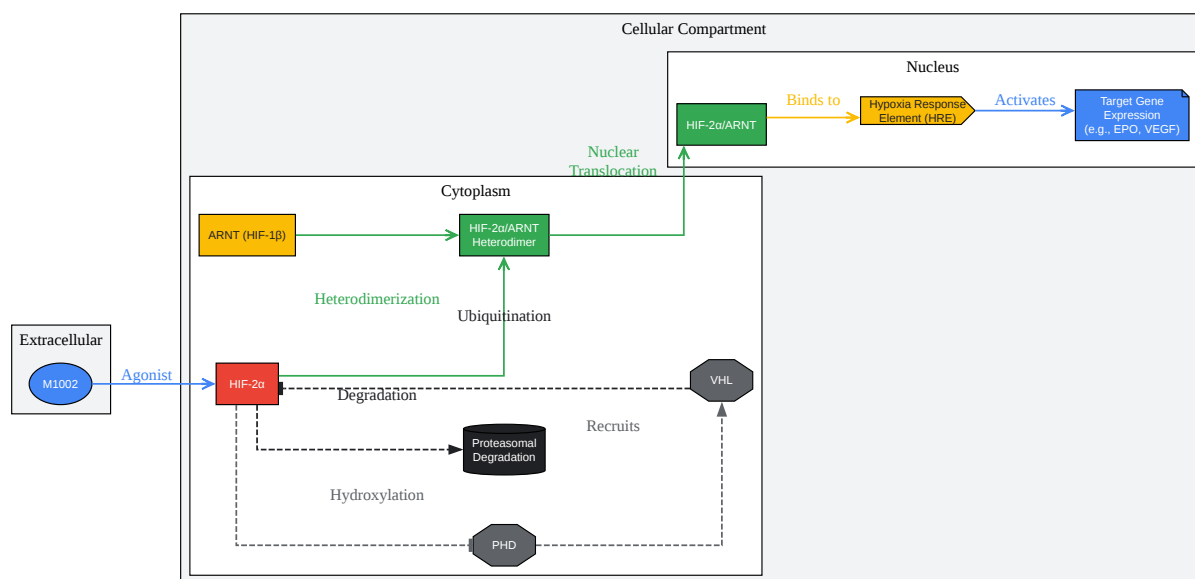 Cellular Compartment
Nucleus
HIF-2α/ARNT
Binds to
Hypoxia Response
Element (HRE)
Activates
Target Gene
Expression
(e.g., EPO, VEGF)
Nuclear
Translocation
Cytoplasm
ARNT (HIF-1β)
HIF-2α/ARNT
Heterodimer
Heterodimerization
Ubiquitination
Extracellular
M1002
Agonist
HIF-2α
VHL
Degradation
Recruits
Proteasomal
Degradation
Hydroxylation
PHD